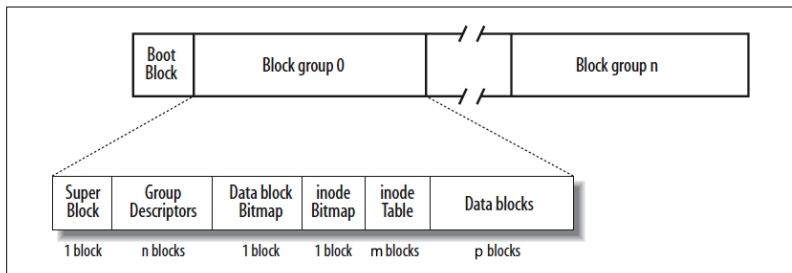 Boot
Block
Block group 0
Block group n
Super
Block
Group
Descriptors
Data block
Bitmap
inode
Bitmap
inode
Table
Data blocks
1 block
n blocks
1 block
1 block
m blocks
p blocks